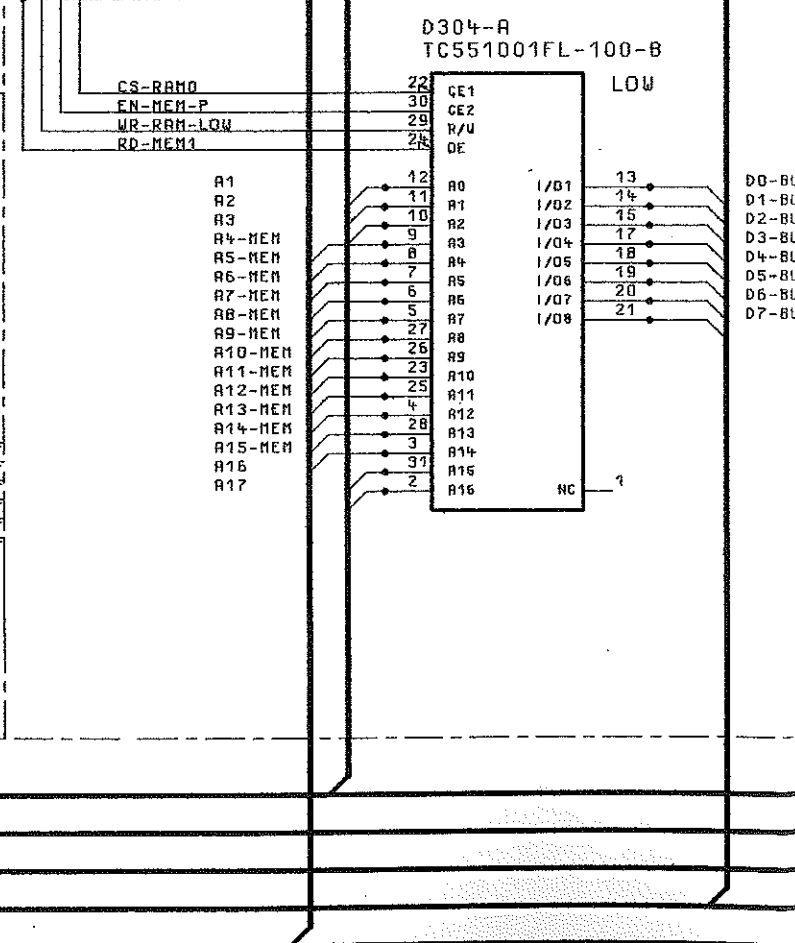 D304-A
TC551001FL-100-B
LOW
CS-RAM0 22 CE1
EN-MEM-P 30 CE2
WR-RAM-LOW 29 R/W
RD-MEM1 24 OE
A1 12 A0 I/O1 13
A2 11 A1 I/O2 14
A3 10 A2 I/O3 15
A4-MEM 9 A3 I/O4 17
A5-MEM 8 A4 I/O5 18
A6-MEM 7 A5 I/O6 19
A7-MEM 6 A6 I/O7 20
A8-MEM 5 A7 I/O8 21
A9-MEM 27 A8
A10-MEM 26 A9
A11-MEM 23 A10
A12-MEM 25 A11
A13-MEM 4 A12
A14-MEM 28 A13
A15-MEM 3 A14
A16 31 A15
A17 2 A16 NC 1